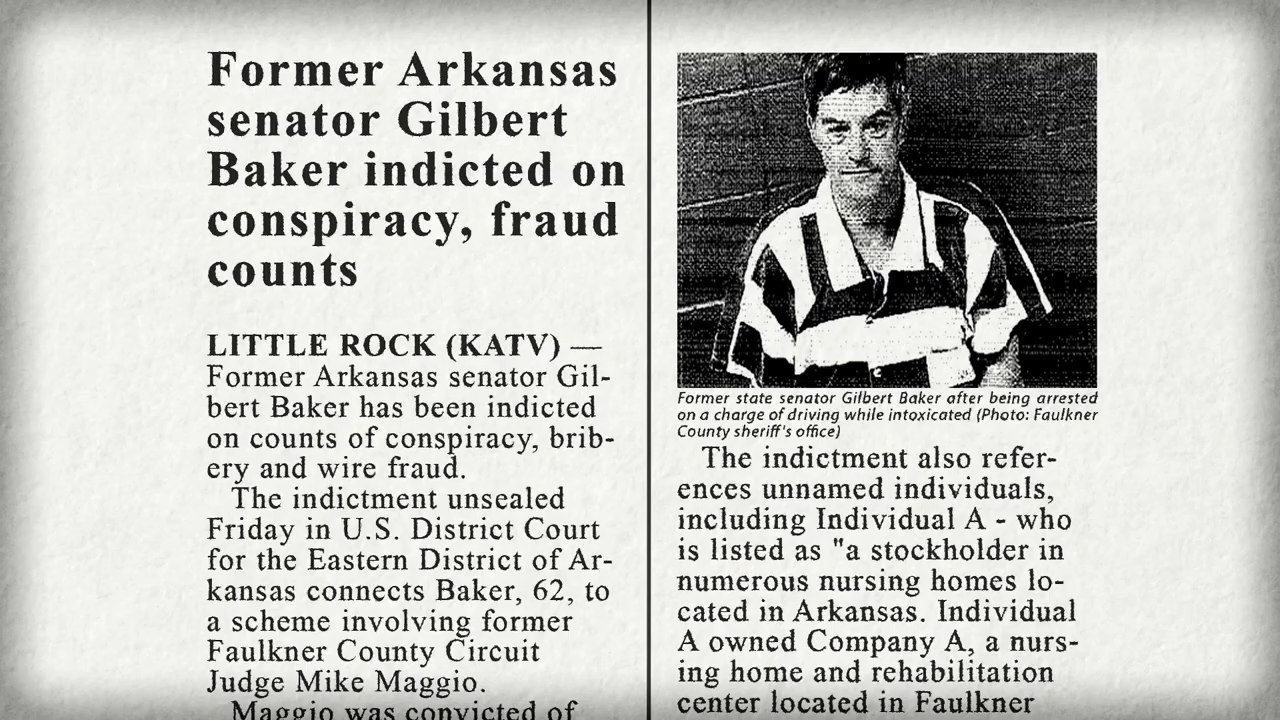 Former Arkansas
senator Gilbert
Baker indicted on
conspiracy, fraud
counts
LITTLE ROCK (KATV) —
Former Arkansas senator Gil-
bert Baker has been indicted
on counts of conspiracy, brib-
ery and wire fraud.
The indictment unsealed
Friday in U.S. District Court
for the Eastern District of Ar-
kansas connects Baker, 62, to
a scheme involving former
Faulkner County Circuit
Judge Mike Maggio.
Maggio was convicted of
Former state senator Gilbert Baker after being arrested
on a charge of driving while intoxicated (Photo: Faulkner
County sheriff's office)
The indictment also refer-
ences unnamed individuals,
including Individual A - who
is listed as "a stockholder in
numerous nursing homes lo-
cated in Arkansas. Individual
A owned Company A, a nurs-
ing home and rehabilitation
center located in Faulkner